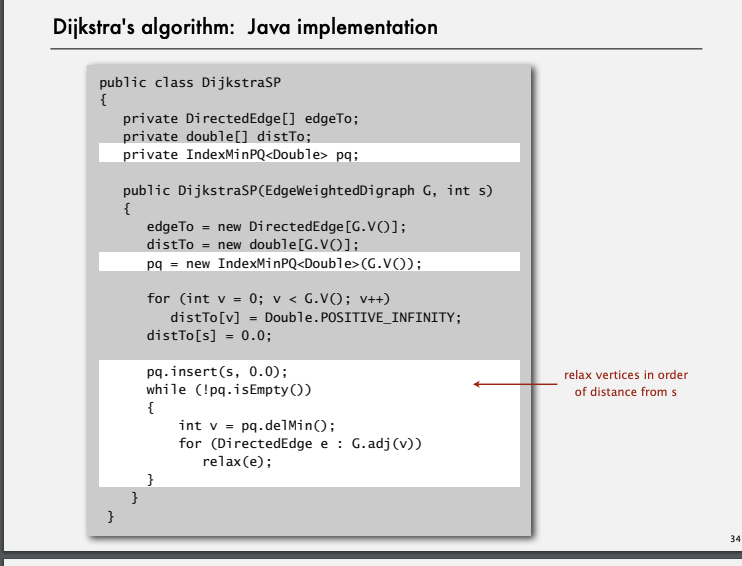 Dijkstra's algorithm:  Java implementation
public class DijkstraSP
{
   private DirectedEdge[] edgeTo;
   private double[] distTo;
   private IndexMinPQ<Double> pq;
   public DijkstraSP(EdgeWeightedDigraph G, int s)
   {
      edgeTo = new DirectedEdge[G.V()];
      distTo = new double[G.V()];
      pq = new IndexMinPQ<Double>(G.V());
      for (int v = 0; v < G.V(); v++)
         distTo[v] = Double.POSITIVE_INFINITY;
      distTo[s] = 0.0;
      pq.insert(s, 0.0);
      while (!pq.isEmpty())
      {
          int v = pq.delMin();
          for (DirectedEdge e : G.adj(v))
             relax(e);
      }
    }
 }
relax vertices in order
of distance from s
34